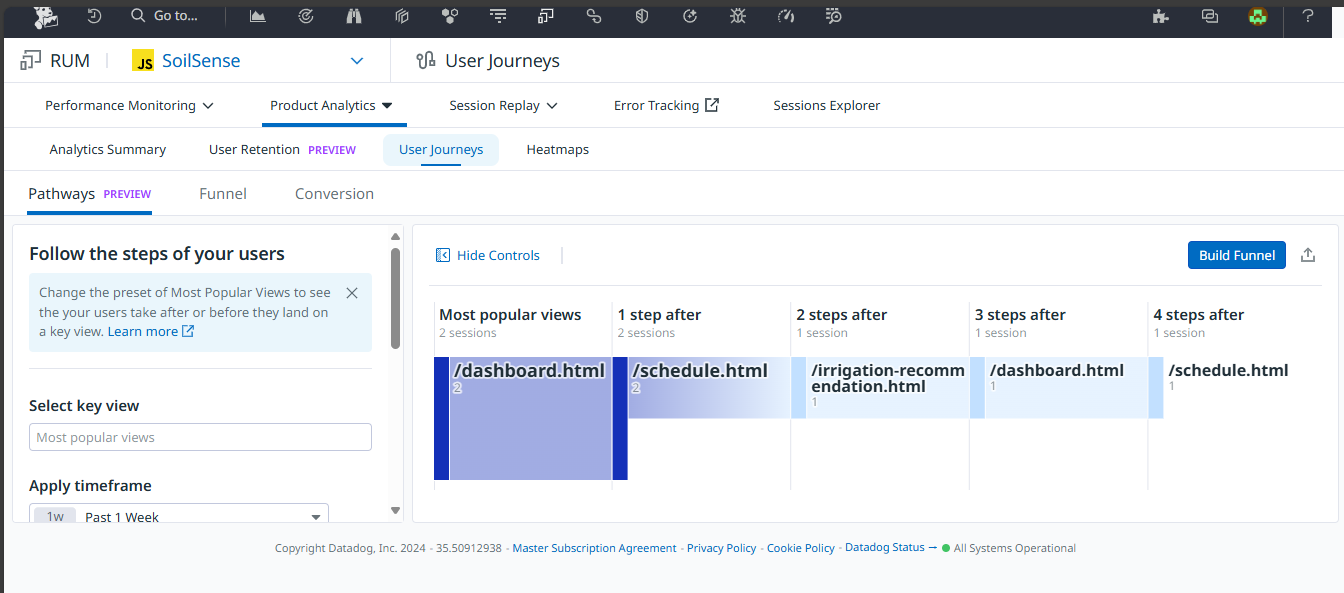 Go to...
RUM
JS SoilSense
User Journeys
Performance Monitoring
Product Analytics
Session Replay
Error Tracking
Sessions Explorer
Analytics Summary
User Retention PREVIEW
User Journeys
Heatmaps
Pathways PREVIEW
Funnel
Conversion
Follow the steps of your users
Change the preset of Most Popular Views to see
the your users take after or before they land on
a key view. Learn more
Select key view
Most popular views
Apply timeframe
1w Past 1 Week
Hide Controls
Build Funnel
Most popular views
2 sessions
/dashboard.html
2
1 step after
2 sessions
/schedule.html
2
2 steps after
1 session
/irrigation-recomm
endation.html
1
3 steps after
1 session
/dashboard.html
1
4 steps after
1 session
/schedule.html
1
Copyright Datadog, Inc. 2024 - 35.50912938 - Master Subscription Agreement - Privacy Policy - Cookie Policy - Datadog Status → All Systems Operational